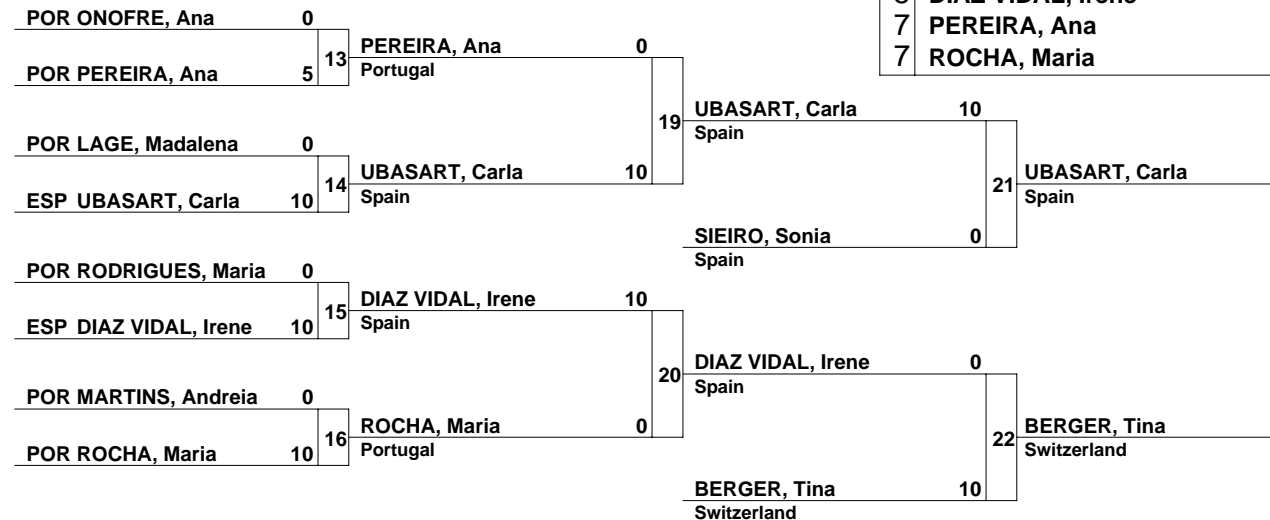 DIAZ VIDAL, Irene
7 PEREIRA, Ana
7 ROCHA, Maria
POR ONOFRE, Ana 0
13
POR PEREIRA, Ana 5
PEREIRA, Ana 0
Portugal
POR LAGE, Madalena 0
14
ESP UBASART, Carla 10
UBASART, Carla 10
Spain
19
UBASART, Carla 10
Spain
SIEIRO, Sonia 0
Spain
21
UBASART, Carla
Spain
POR RODRIGUES, Maria 0
15
ESP DIAZ VIDAL, Irene 10
DIAZ VIDAL, Irene 10
Spain
POR MARTINS, Andreia 0
16
POR ROCHA, Maria 10
ROCHA, Maria 0
Portugal
20
DIAZ VIDAL, Irene 0
Spain
BERGER, Tina 10
Switzerland
22
BERGER, Tina
Switzerland